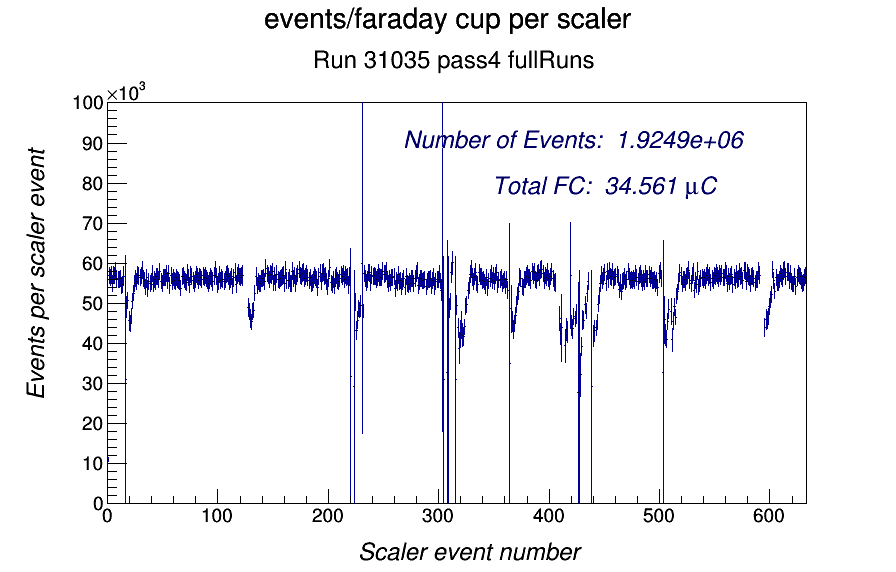 events/faraday cup per scaler
Run 31035 pass4 fullRuns
×10³
100
90
80
70
60
50
40
30
20
10
0
Number of Events: 1.9249e+06
Total FC: 34.561 μC
Events per scaler event
0 100 200 300 400 500 600
Scaler event number